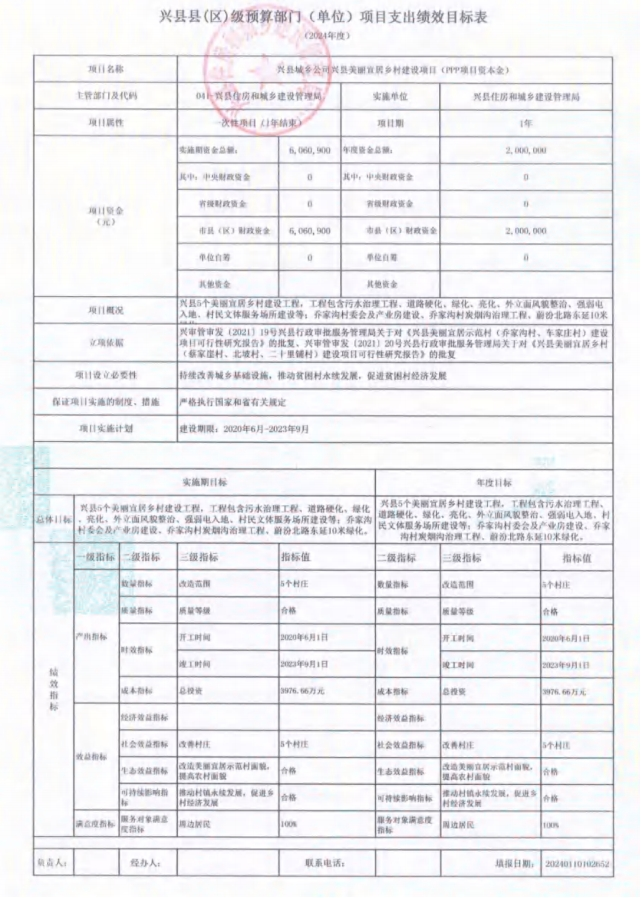 兴县县(区)级预算部门（单位）项目支出绩效目标表
（2024年度）
项目名称 兴县城乡公司兴县美丽宜居乡村建设项目（PPP项目资本金）
主管部门及代码 041-兴县住房和城乡建设管理局 实施单位 兴县住房和城乡建设管理局
项目属性 一次性项目（1年结束） 项目期 1年
项目资金
（元）
实施期资金总额： 6,060,900 年度资金总额： 2,000,000
其中：中央财政资金 0 其中：中央财政资金 0
省级财政资金 0 省级财政资金 0
市县（区）财政资金 6,060,900 市县（区）财政资金 2,000,000
单位自筹 0 单位自筹 0
其他资金 其他资金
项目概况
兴县5个美丽宜居乡村建设工程，工程包含污水治理工程、道路硬化、绿化、亮化、外立面风貌整治、强弱电
入地、村民文体服务场所建设等；乔家沟村委会及产业房建设、乔家沟村炭烟沟治理工程、蔚汾北路东延10米
立项依据
兴审管审发〔2021〕19号兴县行政审批服务管理局关于对《兴县美丽宜居示范村（乔家沟村、车家庄村）建设
项目可行性研究报告》的批复、兴审管审发〔2021〕20号兴县行政审批服务管理局关于对《兴县美丽宜居乡村
（蔡家崖村、北坡村、二十里铺村）建设项目可行性研究报告》的批复
项目设立必要性 持续改善城乡基础设施，推动贫困村永续发展，促进贫困村经济发展
保证项目实施的制度、措施 严格执行国家和省有关规定
项目实施计划 建设期限：2020年6月-2023年9月
实施期目标 年度目标
总体目标
兴县5个美丽宜居乡村建设工程，工程包含污水治理工程、道路硬化、绿化
、亮化、外立面风貌整治、强弱电入地、村民文体服务场所建设等；乔家沟
村委会及产业房建设、乔家沟村炭烟沟治理工程、蔚汾北路东延10米绿化。
兴县5个美丽宜居乡村建设工程，工程包含污水治理工程、
道路硬化、绿化、亮化、外立面风貌整治、强弱电入地、村
民文体服务场所建设等；乔家沟村委会及产业房建设、乔家
沟村炭烟沟治理工程、蔚汾北路东延10米绿化。
绩效指标
一级指标 二级指标 三级指标 指标值 二级指标 三级指标 指标值
产出指标
数量指标 改造范围 5个村庄 数量指标 改造范围 5个村庄
质量指标 质量等级 合格 质量指标 质量等级 合格
时效指标 开工时间 2020年6月1日 时效指标 开工时间 2020年6月1日
竣工时间 2023年9月1日 竣工时间 2023年9月1日
成本指标 总投资 3976.66万元 成本指标 总投资 3976.66万元
效益指标
经济效益指标 经济效益指标
社会效益指标 改善村庄 5个村庄 社会效益指标 改善村庄 5个村庄
生态效益指标 改造美丽宜居示范村面貌，提高农村面貌 合格 生态效益指标 改造美丽宜居示范村面貌，提高农村面貌 合格
可持续影响指标 推动村镇永续发展，促进乡村经济发展 合格 可持续影响指标 推动村镇永续发展，促进乡村经济发展 合格
满意度指标 服务对象满意度指标 周边居民 100% 服务对象满意度指标 周边居民 100%
负责人： 经办人： 联系电话： 填报日期： 20240110102652